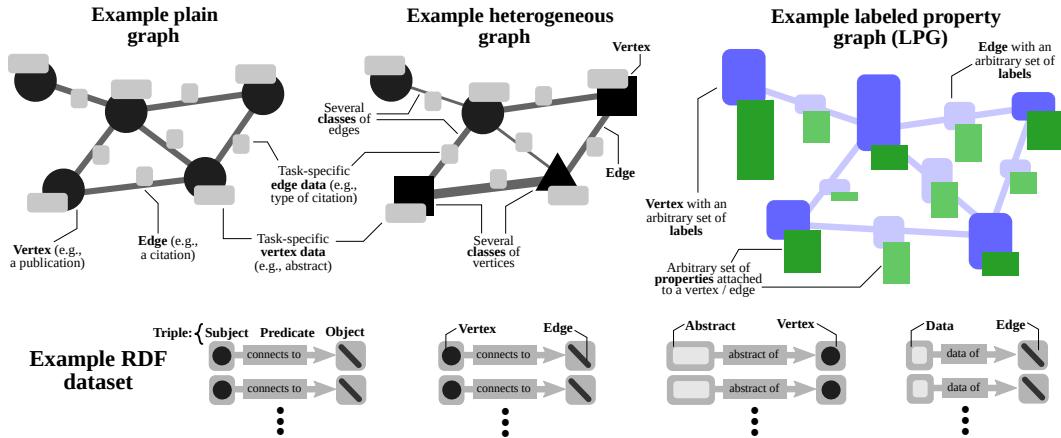 Example plain
graph
Example heterogeneous
graph
Example labeled property
graph (LPG)
Vertex
Edge with an
arbitrary set of
labels
Several
classes of
edges
Task-specific
edge data (e.g.,
type of citation)
Edge
Vertex with an
arbitrary set of
labels
Vertex (e.g.,
a publication)
Edge (e.g.,
a citation)
Task-specific
vertex data
(e.g., abstract)
Several
classes of
vertices
Arbitrary set of
properties attached
to a vertex / edge
Example RDF
dataset
Triple: { Subject Predicate Object
connects to
connects to
Vertex Edge
connects to
connects to
Abstract Vertex
abstract of
abstract of
Data Edge
data of
data of